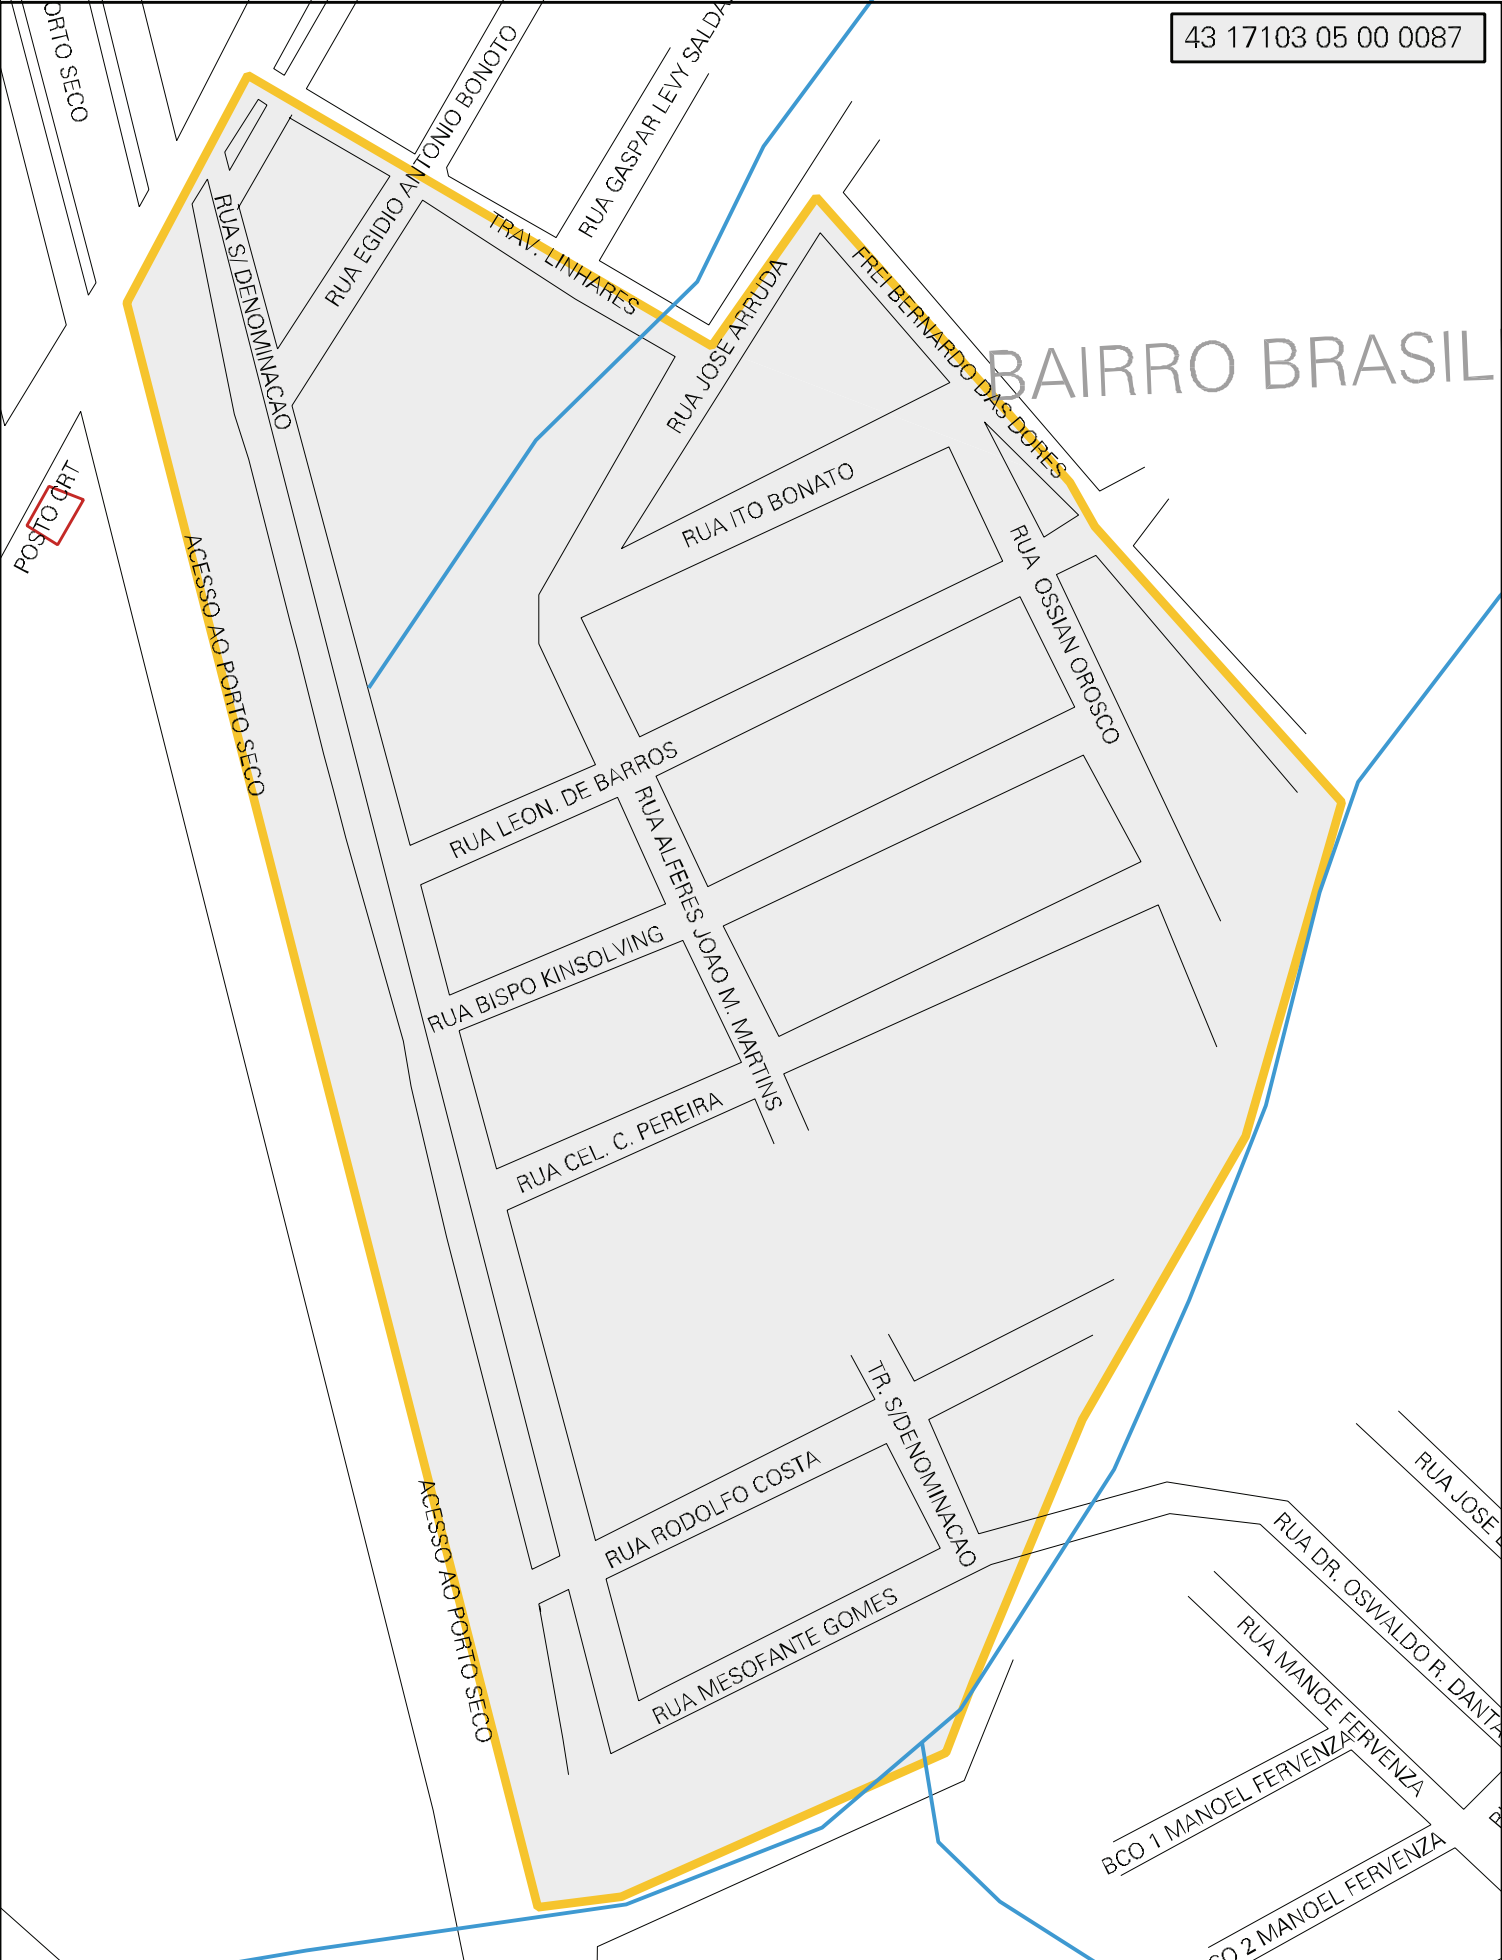 43 17103 05 00 0087
ORTO SECO
RUA EGIDIO ANTONIO BONOTO
RUA GASPAR LEVY SALDA
TRAV. LINHARES
RUA S/ DENOMINACAO
RUA JOSE ARRUDA
FREI BERNARDO DAS DORES
BAIRRO BRASIL
POSTO CRT
RUA ITO BONATO
RUA OSSIAN OROSCO
ACESSO AO PORTO SECO
RUA LEON. DE BARROS
RUA ALFERES JOAO M. MARTINS
RUA BISPO KINSOLVING
RUA CEL. C. PEREIRA
TR. S/DENOMINACAO
RUA RODOLFO COSTA
ACESSO AO PORTO SECO
RUA MESOFANTE GOMES
RUA JOSE
RUA DR. OSWALDO R. DANTA
RUA MANOE FERVENZA
BCO 1 MANOEL FERVENZA
CO 2 MANOEL FERVENZA